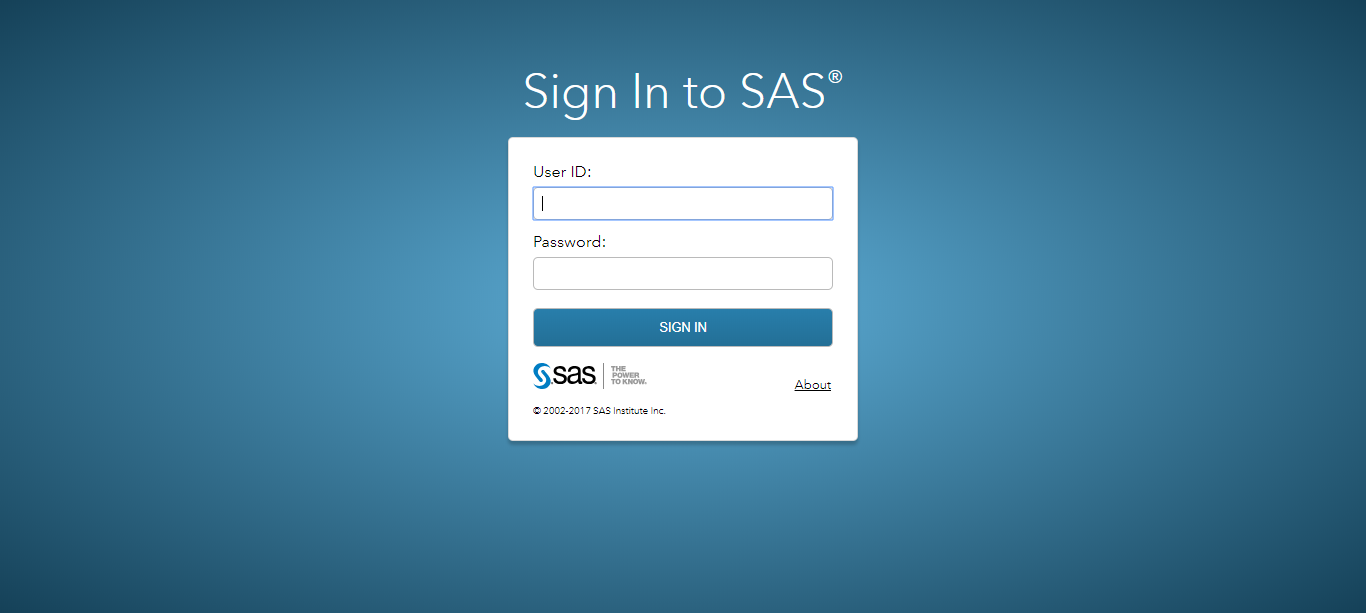 Sign In to SAS®
User ID:
Password:
SIGN IN
sas
THE
POWER
TO KNOW.
About
© 2002-2017 SAS Institute Inc.